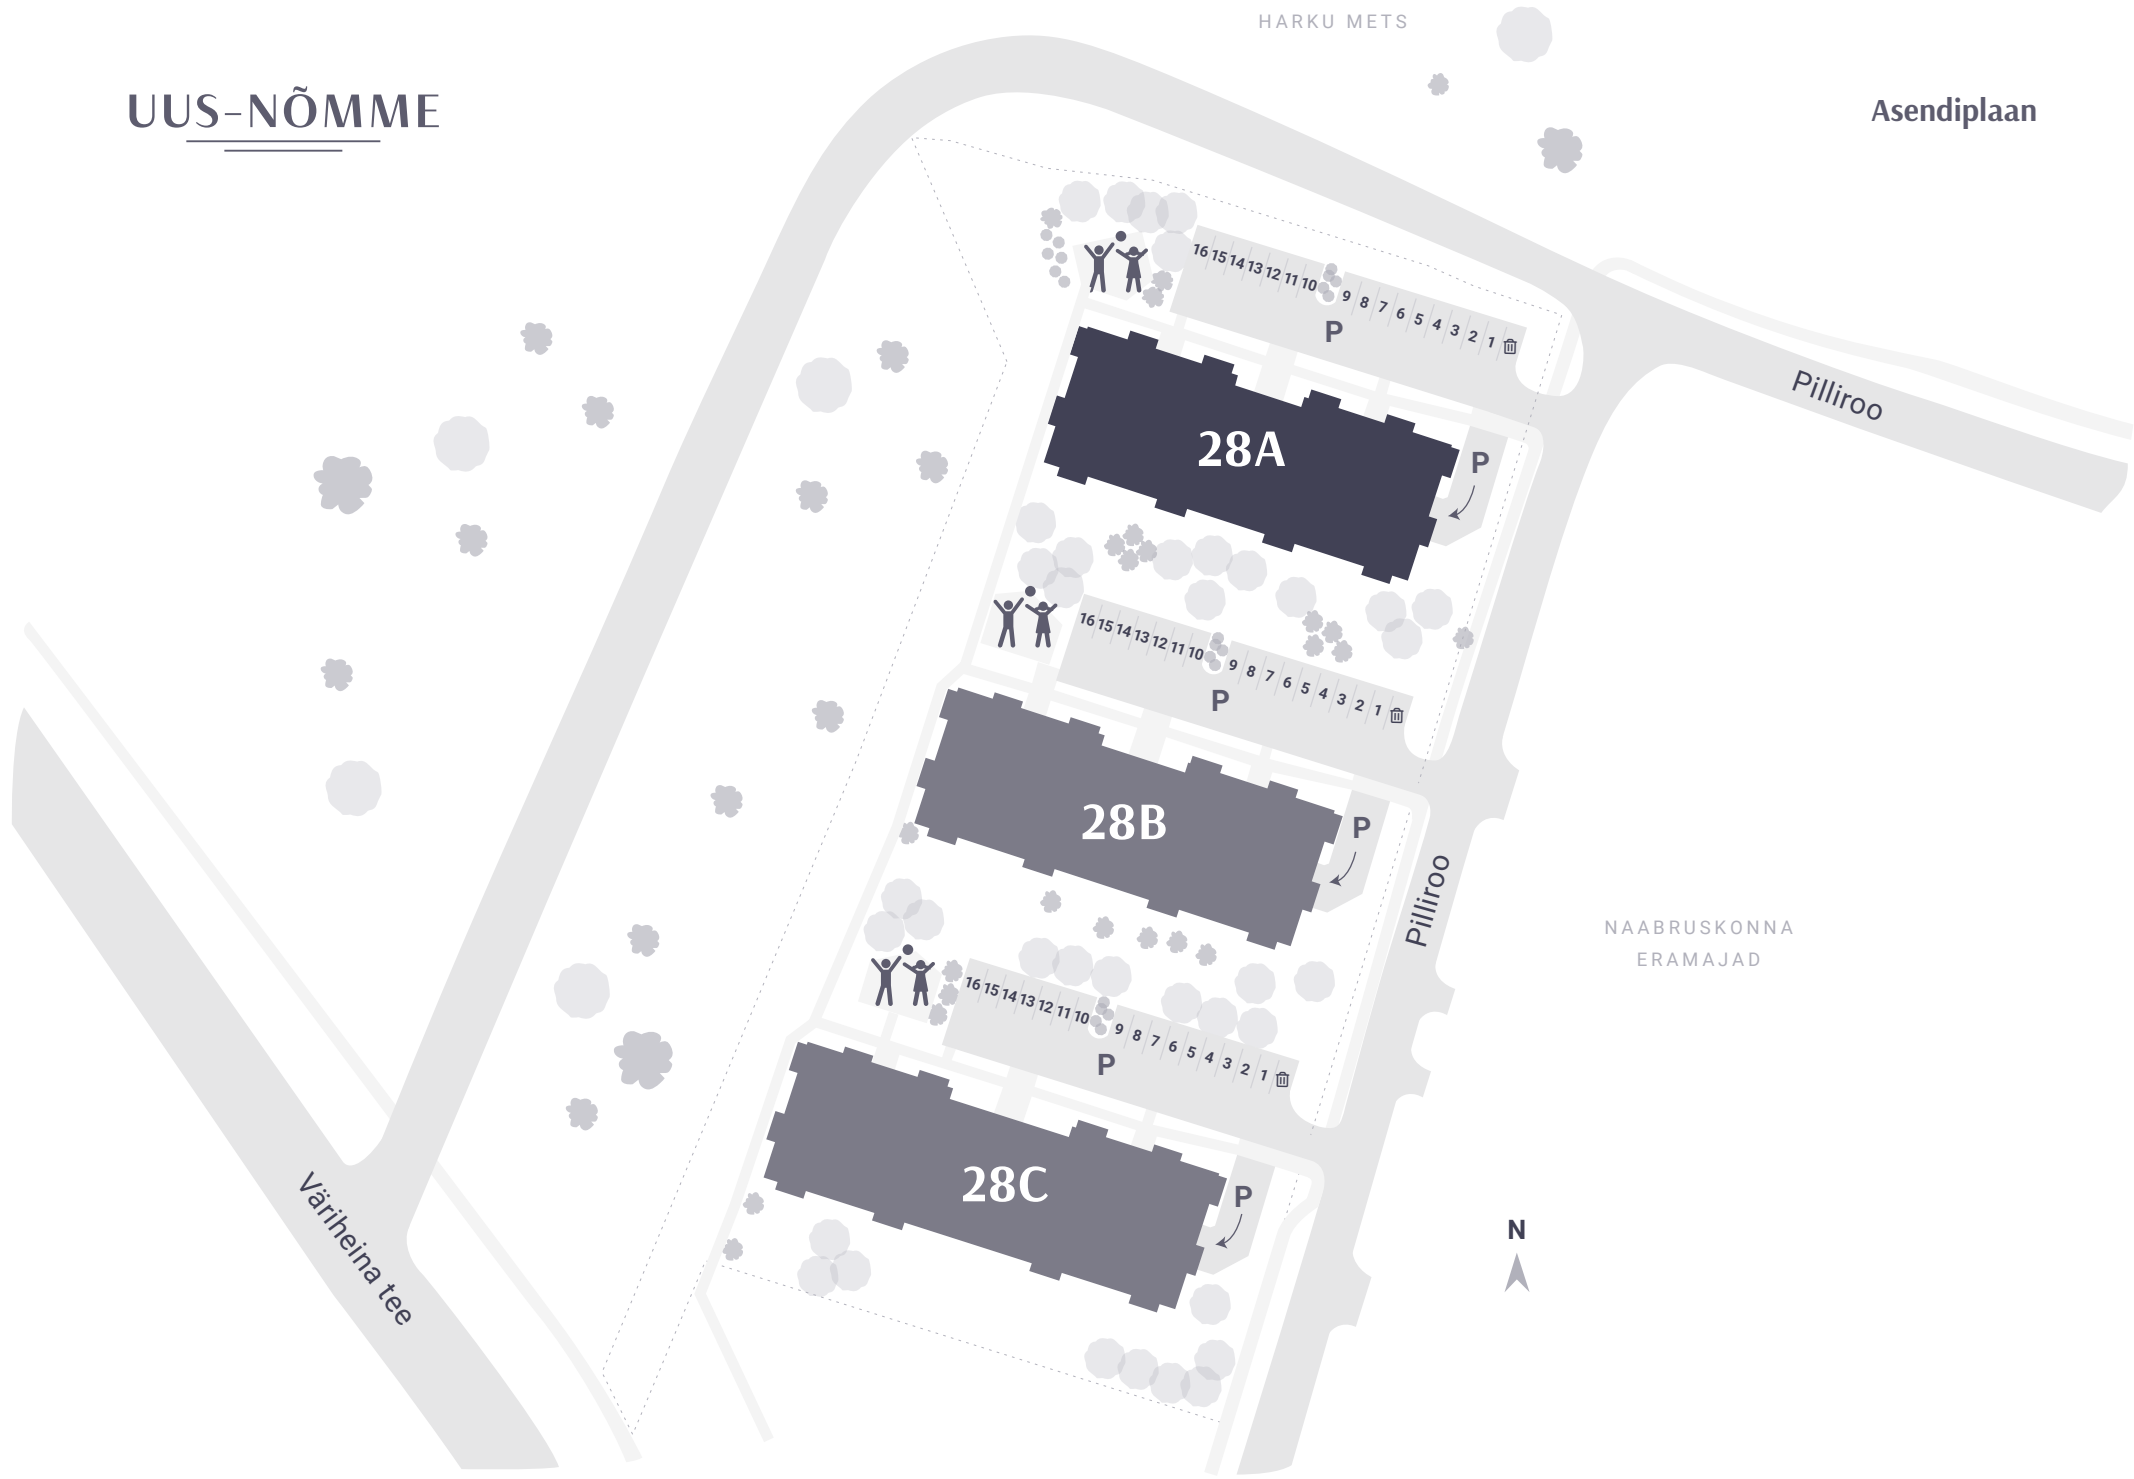 HARKU METS
UUS-NÕMME
Asendiplaan
16 15 14 13 12 11 10 9 8 7 6 5 4 3 2 1
P
Pilliroo
28A
P
16 15 14 13 12 11 10 9 8 7 6 5 4 3 2 1
P
28B
P
Pilliroo
NAABRUSKONNA
ERAMAJAD
16 15 14 13 12 11 10 9 8 7 6 5 4 3 2 1
P
28C
P
Väriheina tee
N